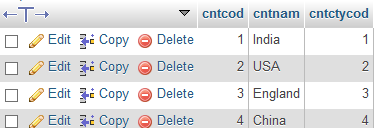 cntcod cntnam cntctycod
Edit Copy Delete 1 India 1
Edit Copy Delete 2 USA 2
Edit Copy Delete 3 England 3
Edit Copy Delete 4 China 4